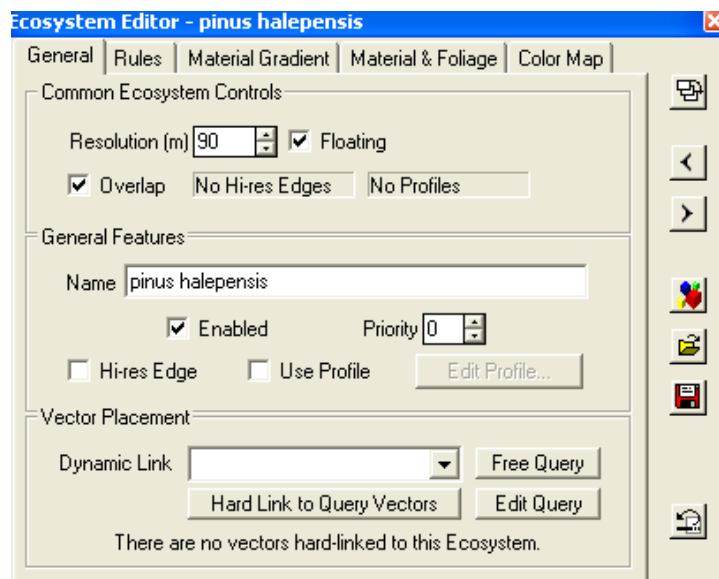 Ecosystem Editor - pinus halepensis
General Rules Material Gradient Material & Foliage Color Map
Common Ecosystem Controls
Resolution (m) 90 Floating
Overlap No Hi-res Edges No Profiles
General Features
Name pinus halepensis
Enabled Priority 0
Hi-res Edge Use Profile Edit Profile...
Vector Placement
Dynamic Link Free Query
Hard Link to Query Vectors Edit Query
There are no vectors hard-linked to this Ecosystem.